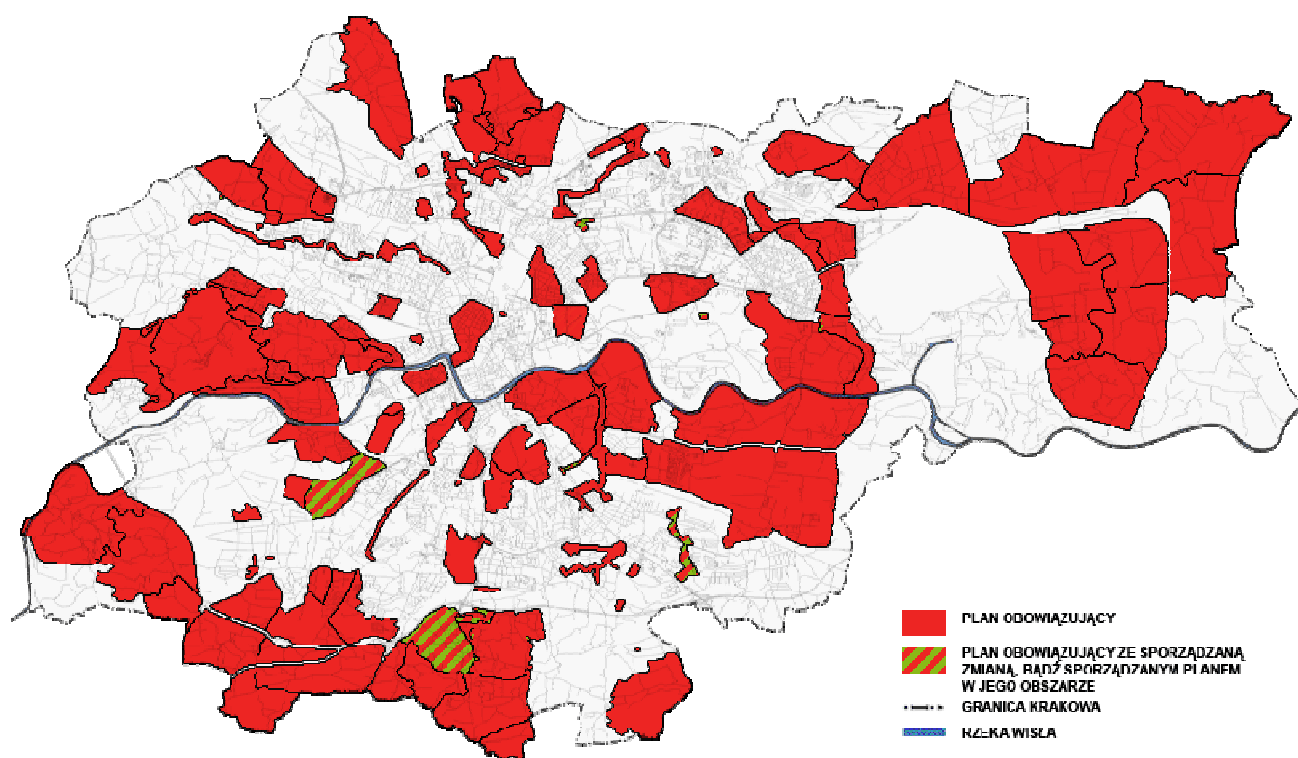 PLAN OBOWIĄZUJĄCY
PLAN OBOWIĄZUJĄCY ZE SPORZĄDZANĄ
ZMIANĄ, BĄDŹ SPORZĄDZANYM PLANEM
W JEGO OBSZARZE
GRANICA KRAKOWA
RZEKA WISŁA